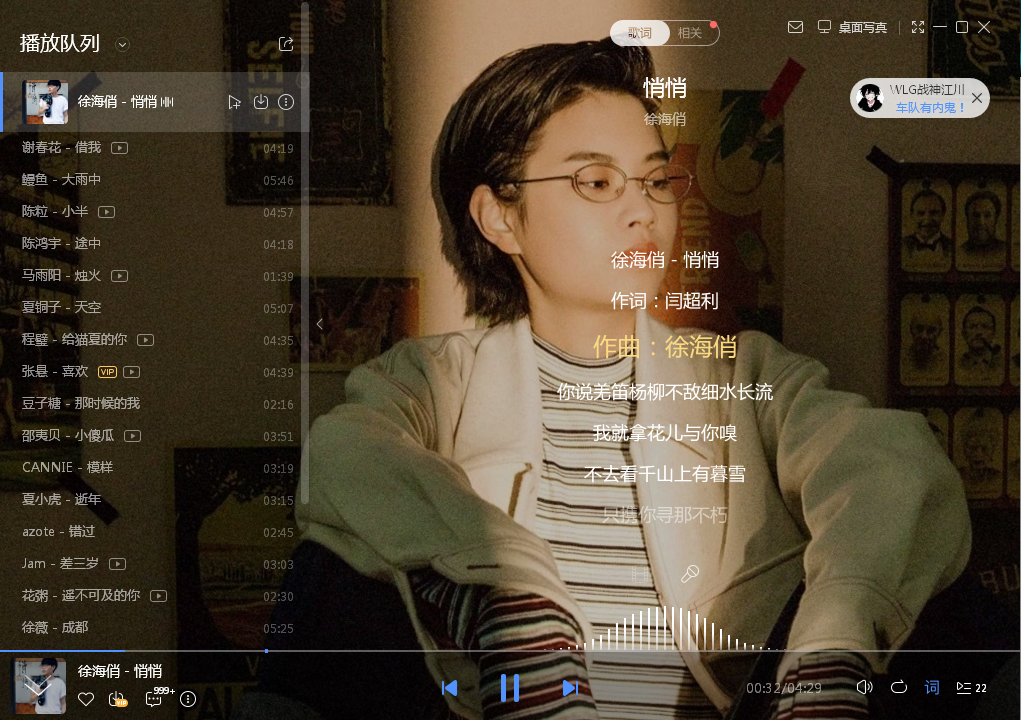 播放队列
徐海俏 - 悄悄
谢春花 - 借我 04:19
鳗鱼 - 大雨中 05:46
陈粒 - 小半 04:57
陈鸿宇 - 途中 04:18
马雨阳 - 烛火 01:39
夏铜子 - 天空 05:07
程璧 - 给猫夏的你 04:35
张悬 - 喜欢 VIP 04:39
豆子糖 - 那时候的我 02:16
邵夷贝 - 小傻瓜 03:51
CANNIE - 模样 03:19
夏小虎 - 逝年 03:15
azote - 错过 02:45
Jam - 差三岁 03:03
花粥 - 遥不可及的你 02:30
徐薇 - 成都 05:25
歌词 相关
桌面写真
悄悄
徐海俏
WLG战神江川
车队有内鬼！
徐海俏 - 悄悄
作词：闫超利
作曲：徐海俏
你说羌笛杨柳不敌细水长流
我就拿花儿与你嗅
不去看千山上有暮雪
只携你寻那不朽
徐海俏 - 悄悄
VIP 999+
00:32/04:29
词 22